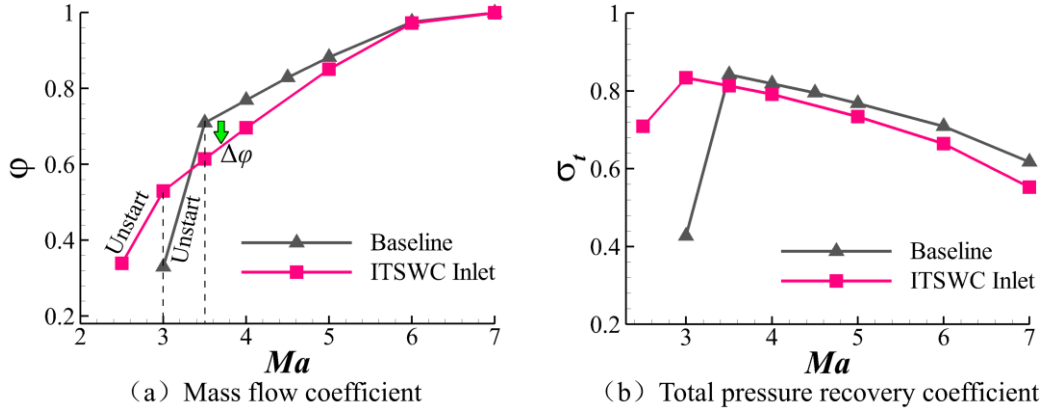 1
0.8
0.6
0.4
0.2
φ
Δφ
Unstart
Unstart
Baseline
ITSWC Inlet
2 3 4 5 6 7
Ma
（a）Mass flow coefficient
1
0.8
0.6
0.4
0.2
σt
Baseline
ITSWC Inlet
3 4 5 6 7
Ma
（b）Total pressure recovery coefficient